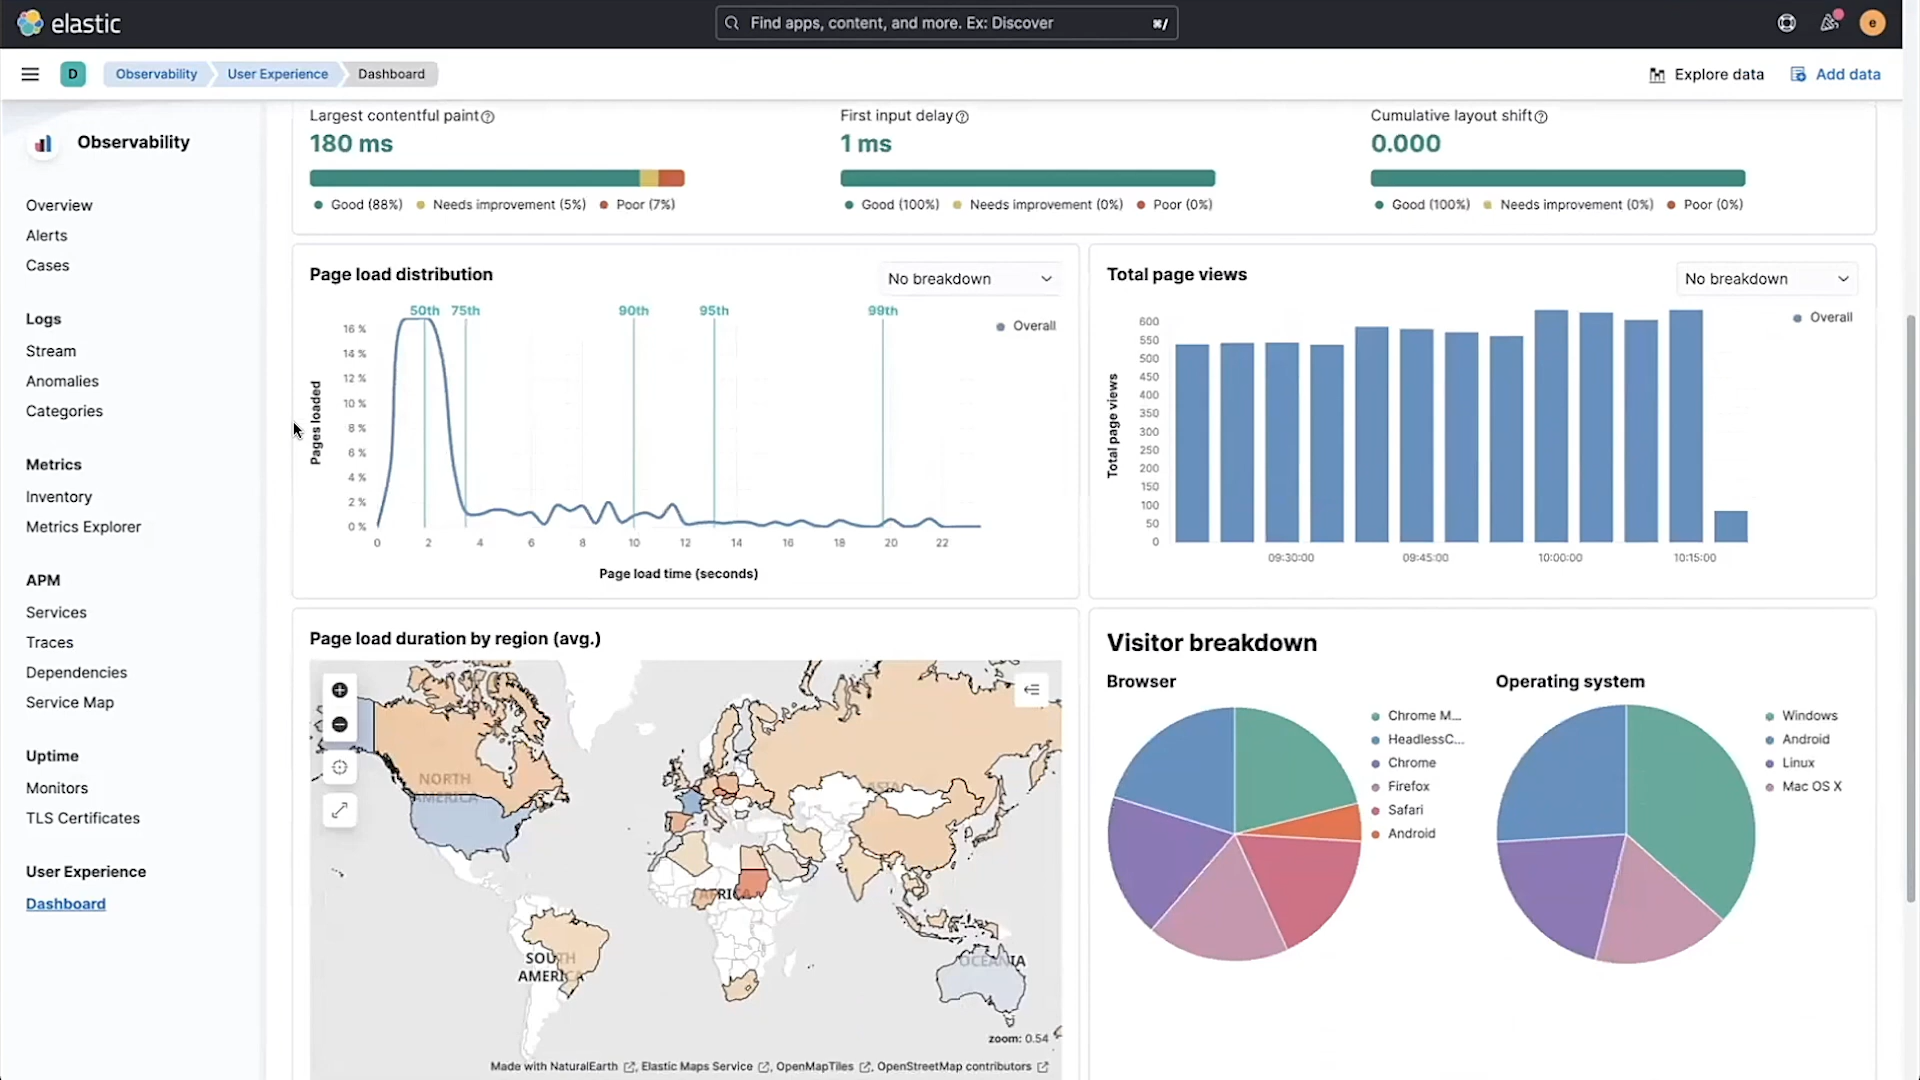 elastic
Find apps, content, and more. Ex: Discover
⌘/
e
D
Observability
User Experience
Dashboard
Explore data
Add data
Observability
Overview
Alerts
Cases
Logs
Stream
Anomalies
Categories
Metrics
Inventory
Metrics Explorer
APM
Services
Traces
Dependencies
Service Map
Uptime
Monitors
TLS Certificates
User Experience
Dashboard
Largest contentful paint
180 ms
Good (88%) Needs improvement (5%) Poor (7%)
First input delay
1 ms
Good (100%) Needs improvement (0%) Poor (0%)
Cumulative layout shift
0.000
Good (100%) Needs improvement (0%) Poor (0%)
Page load distribution
No breakdown
50th 75th 90th 95th 99th
Overall
16 %
14 %
12 %
10 %
8 %
6 %
4 %
2 %
0 %
Pages loaded
0 2 4 6 8 10 12 14 16 18 20 22
Page load time (seconds)
Total page views
No breakdown
Overall
600
550
500
450
400
350
300
250
200
150
100
50
0
Total page views
09:30:00 09:45:00 10:00:00 10:15:00
Page load duration by region (avg.)
NORTH
AMERICA
ASIA
AFRICA
SOUTH
AMERICA
OCEANIA
zoom: 0.54
Made with NaturalEarth , Elastic Maps Service , OpenMapTiles , OpenStreetMap contributors
Visitor breakdown
Browser
Chrome M...
HeadlessC...
Chrome
Firefox
Safari
Android
Operating system
Windows
Android
Linux
Mac OS X